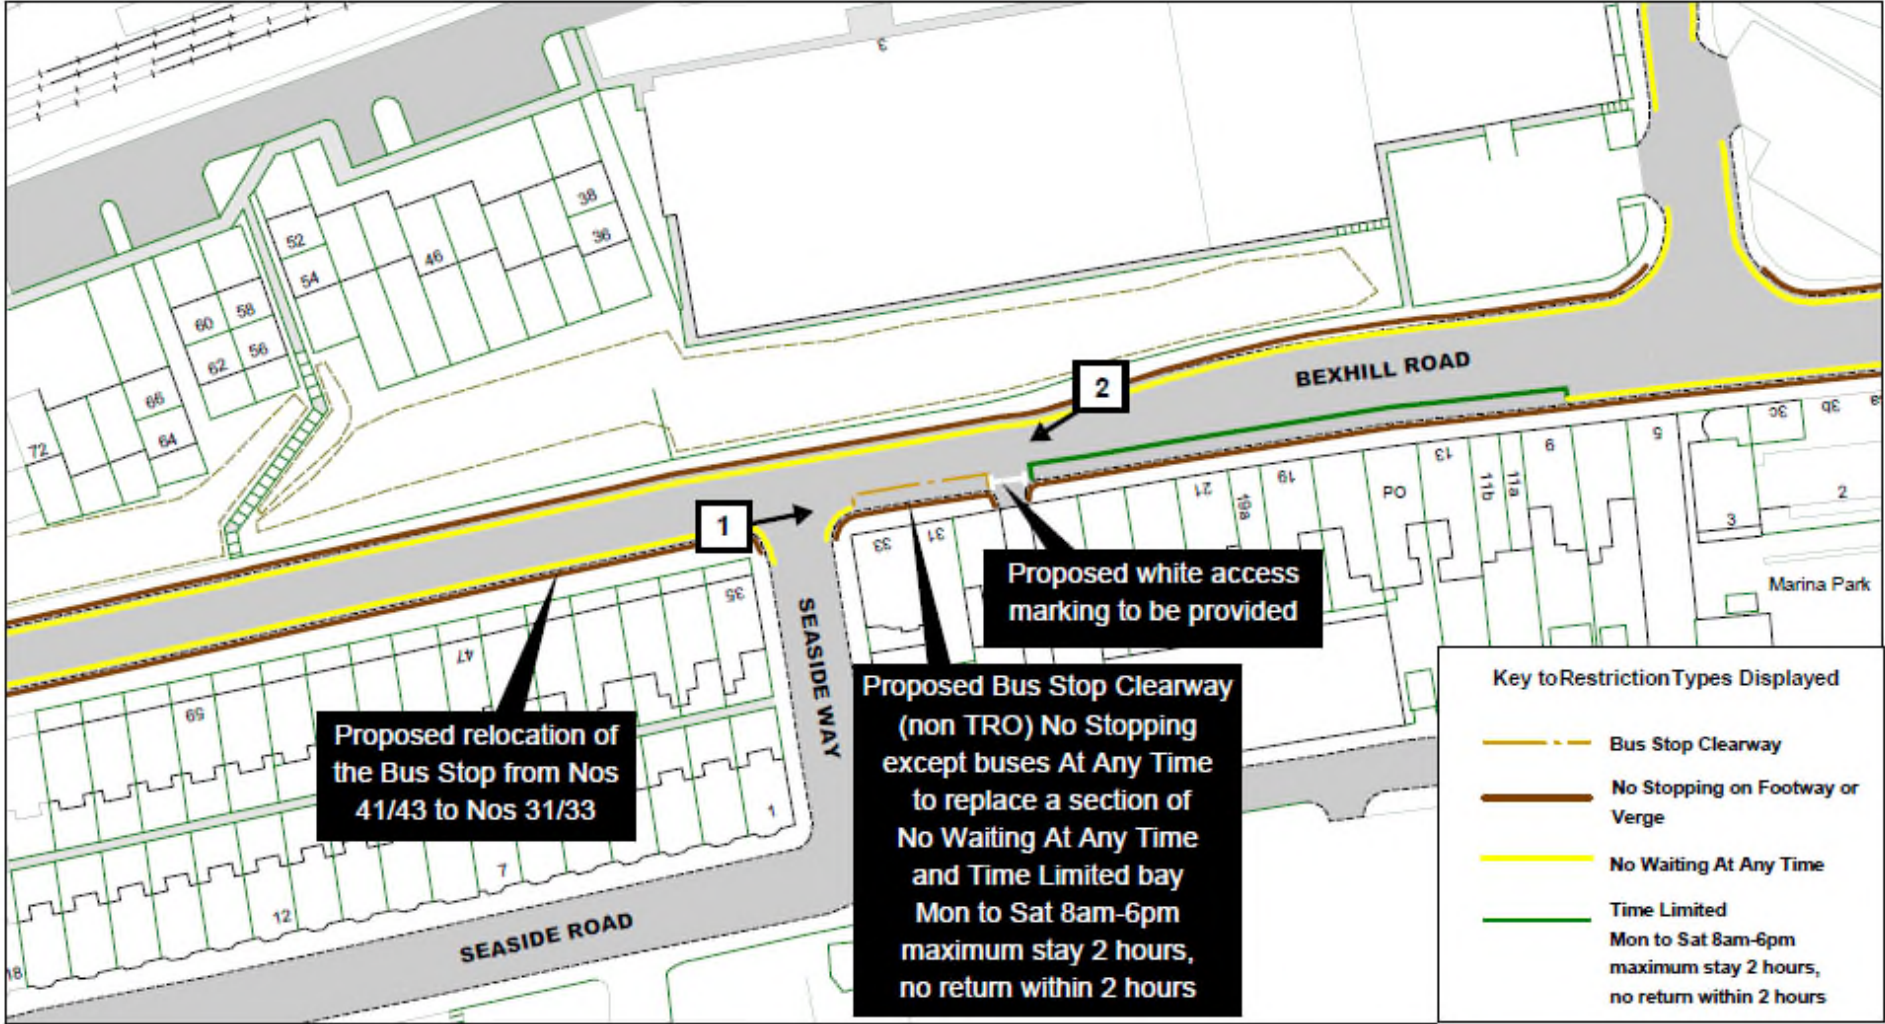 3
38
36
52
54
46
60
58
62
56
66
64
72
2
BEXHILL ROAD
1
33
31
21
19a
19
PO
13
11b
11a
9
5
3c
3b
3
2
Marina Park
Proposed white access
marking to be provided
35
47
59
SEASIDE WAY
Proposed relocation of
the Bus Stop from Nos
41/43 to Nos 31/33
Proposed Bus Stop Clearway
(non TRO) No Stopping
except buses At Any Time
to replace a section of
No Waiting At Any Time
and Time Limited bay
Mon to Sat 8am-6pm
maximum stay 2 hours,
no return within 2 hours
1
7
12
18
SEASIDE ROAD
Key to Restriction Types Displayed
Bus Stop Clearway
No Stopping on Footway or
Verge
No Waiting At Any Time
Time Limited
Mon to Sat 8am-6pm
maximum stay 2 hours,
no return within 2 hours